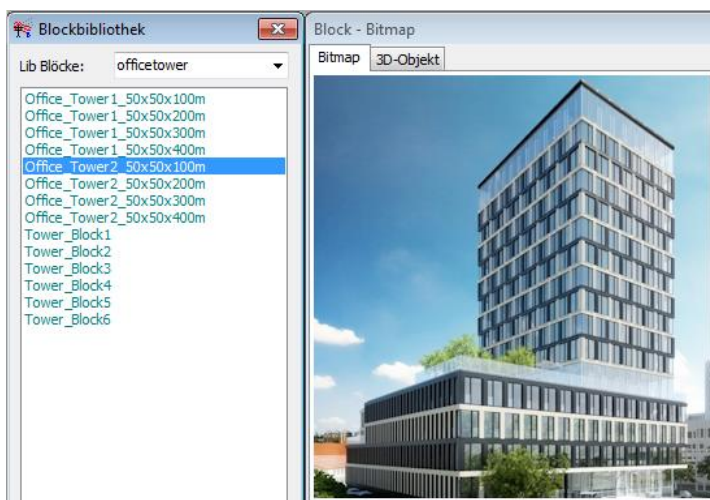 Blockbibliothek
Lib Blöcke: officetower
Office_Tower1_50x50x100m
Office_Tower1_50x50x200m
Office_Tower1_50x50x300m
Office_Tower1_50x50x400m
Office_Tower2_50x50x100m
Office_Tower2_50x50x200m
Office_Tower2_50x50x300m
Office_Tower2_50x50x400m
Tower_Block1
Tower_Block2
Tower_Block3
Tower_Block4
Tower_Block5
Tower_Block6
Block - Bitmap
Bitmap 3D-Objekt